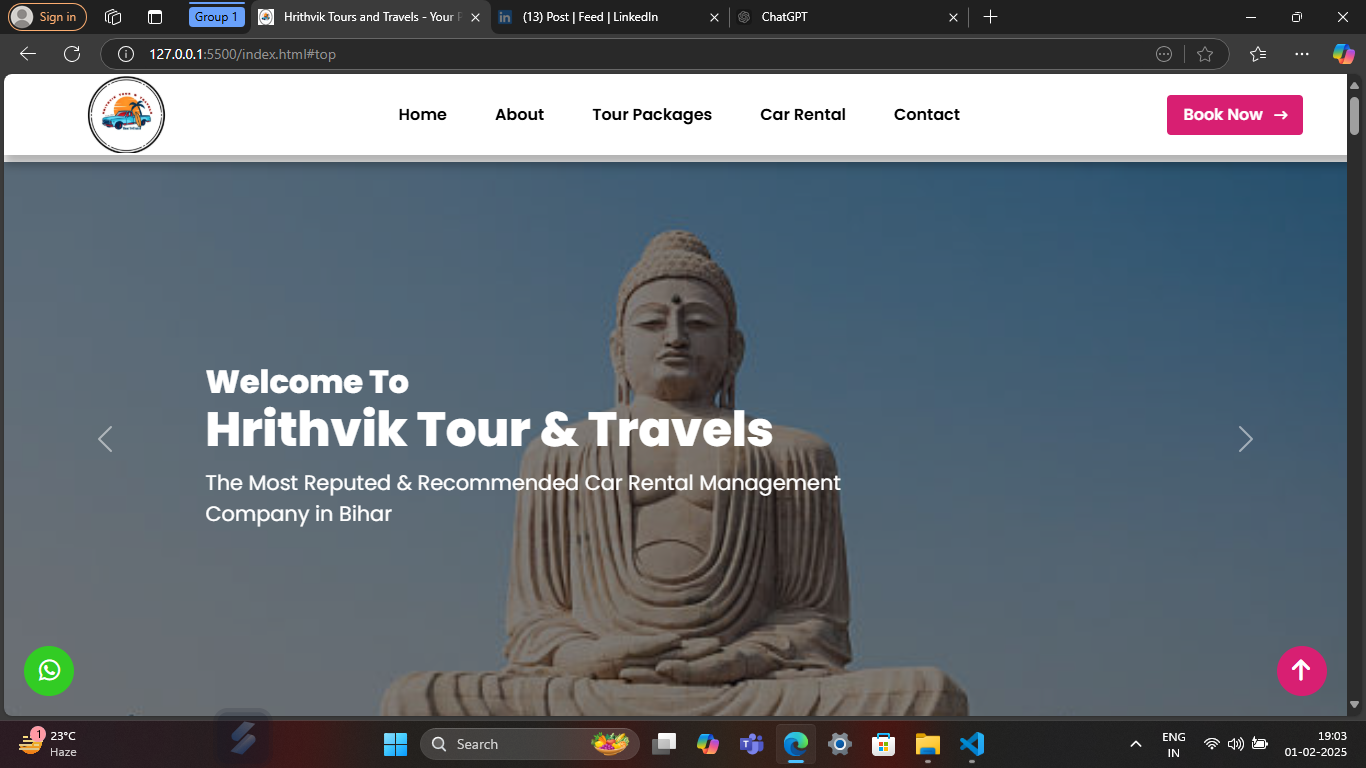 Sign in
Group 1
Hrithvik Tours and Travels - Your P
(13) Post | Feed | LinkedIn
ChatGPT
127.0.0.1:5500/index.html#top
Home
About
Tour Packages
Car Rental
Contact
Book Now →
Welcome To
Hrithvik Tour & Travels
The Most Reputed & Recommended Car Rental Management
Company in Bihar
1
23°C
Haze
Search
ENG
IN
19:03
01-02-2025